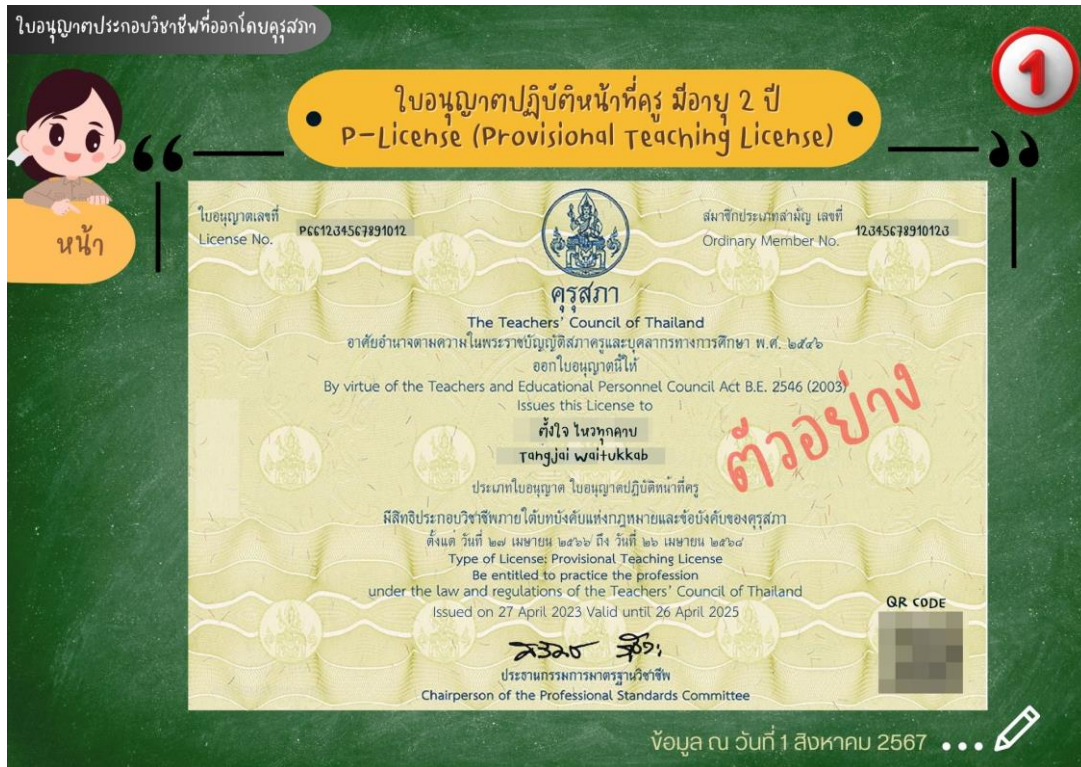 ใบอนุญาตประกอบวิชาชีพที่ออกโดยคุรุสภา
1
ใบอนุญาตปฏิบัติหน้าที่ครู มีอายุ 2 ปี
P-License (Provisional Teaching License)
หน้า
ใบอนุญาตเลขที่
License No. P661234567891012
สมาชิกประเภทสามัญ เลขที่
Ordinary Member No. 12345678910123
คุรุสภา
The Teachers' Council of Thailand
อาศัยอำนาจตามความในพระราชบัญญัติสภาครูและบุคลากรทางการศึกษา พ.ศ. ๒๕๔๖
ออกใบอนุญาตนี้ให้
By virtue of the Teachers and Educational Personnel Council Act B.E. 2546 (2003)
Issues this License to
ตั้งใจ ไหวทุกคาบ
Tangjai Waitukkab
ตัวอย่าง
ประเภทใบอนุญาต ใบอนุญาตปฏิบัติหน้าที่ครู
มีสิทธิประกอบวิชาชีพภายใต้บทบังคับแห่งกฎหมายและข้อบังคับของคุรุสภา
ตั้งแต่ วันที่ ๒๗ เมษายน ๒๕๖๖ ถึง วันที่ ๒๖ เมษายน ๒๕๖๘
Type of License: Provisional Teaching License
Be entitled to practice the profession
under the law and regulations of the Teachers' Council of Thailand
Issued on 27 April 2023 Valid until 26 April 2025
QR CODE
ประธานกรรมการมาตรฐานวิชาชีพ
Chairperson of the Professional Standards Committee
ข้อมูล ณ วันที่ 1 สิงหาคม 2567